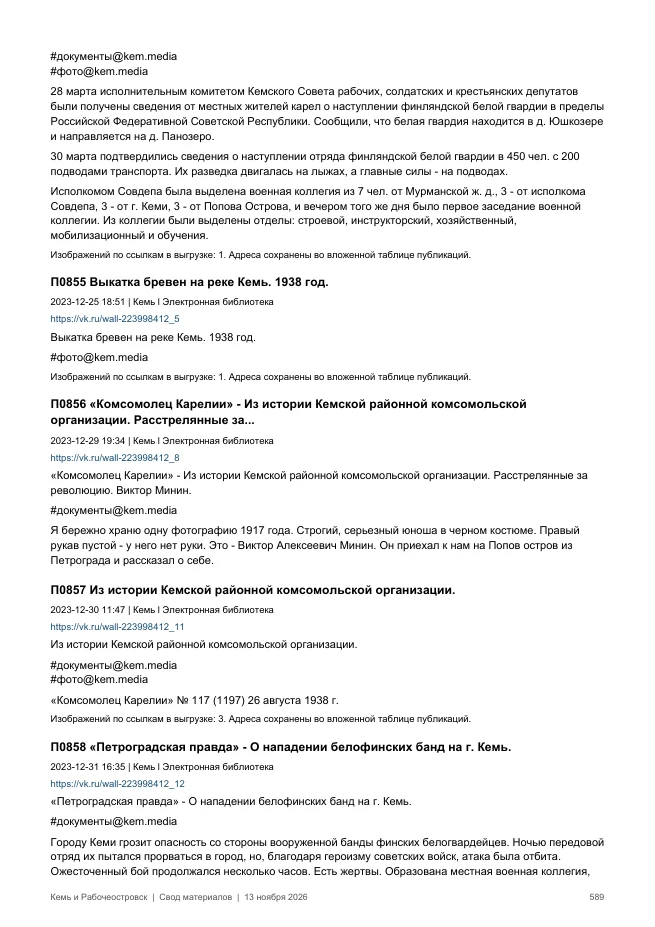 #документы@kem.media
#фото@kem.media
28 марта исполнительным комитетом Кемского Совета рабочих, солдатских и крестьянских депутатов
были получены сведения от местных жителей карел о наступлении финляндской белой гвардии в пределы
Российской Федеративной Советской Республики. Сообщили, что белая гвардия находится в д. Юшкозере
и направляется на д. Панозеро.
30 марта подтвердились сведения о наступлении отряда финляндской белой гвардии в 450 чел. с 200
подводами транспорта. Их разведка двигалась на лыжах, а главные силы - на подводах.
Исполкомом Совдепа была выделена военная коллегия из 7 чел. от Мурманской ж. д., 3 - от исполкома
Совдепа, 3 - от г. Кеми, 3 - от Попова Острова, и вечером того же дня было первое заседание военной
коллегии. Из коллегии были выделены отделы: строевой, инструкторский, хозяйственный,
мобилизационный и обучения.
Изображений по ссылкам в выгрузке: 1. Адреса сохранены во вложенной таблице публикаций.
П0855 Выкатка бревен на реке Кемь. 1938 год.
2023-12-25 18:51 | Кемь I Электронная библиотека
https://vk.ru/wall-223998412_5
Выкатка бревен на реке Кемь. 1938 год.
#фото@kem.media
Изображений по ссылкам в выгрузке: 1. Адреса сохранены во вложенной таблице публикаций.
П0856 «Комсомолец Карелии» - Из истории Кемской районной комсомольской
организации. Расстрелянные за...
2023-12-29 19:34 | Кемь I Электронная библиотека
https://vk.ru/wall-223998412_8
«Комсомолец Карелии» - Из истории Кемской районной комсомольской организации. Расстрелянные за
революцию. Виктор Минин.
#документы@kem.media
Я бережно храню одну фотографию 1917 года. Строгий, серьезный юноша в черном костюме. Правый
рукав пустой - у него нет руки. Это - Виктор Алексеевич Минин. Он приехал к нам на Попов остров из
Петрограда и рассказал о себе.
П0857 Из истории Кемской районной комсомольской организации.
2023-12-30 11:47 | Кемь I Электронная библиотека
https://vk.ru/wall-223998412_11
Из истории Кемской районной комсомольской организации.
#документы@kem.media
#фото@kem.media
«Комсомолец Карелии» № 117 (1197) 26 августа 1938 г.
Изображений по ссылкам в выгрузке: 3. Адреса сохранены во вложенной таблице публикаций.
П0858 «Петроградская правда» - О нападении белофинских банд на г. Кемь.
2023-12-31 16:35 | Кемь I Электронная библиотека
https://vk.ru/wall-223998412_12
«Петроградская правда» - О нападении белофинских банд на г. Кемь.
#документы@kem.media
Городу Кеми грозит опасность со стороны вооруженной банды финских белогвардейцев. Ночью передовой
отряд их пытался прорваться в город, но, благодаря героизму советских войск, атака была отбита.
Ожесточенный бой продолжался несколько часов. Есть жертвы. Образована местная военная коллегия,
Кемь и Рабочеостровск | Свод материалов | 13 ноября 2026 589